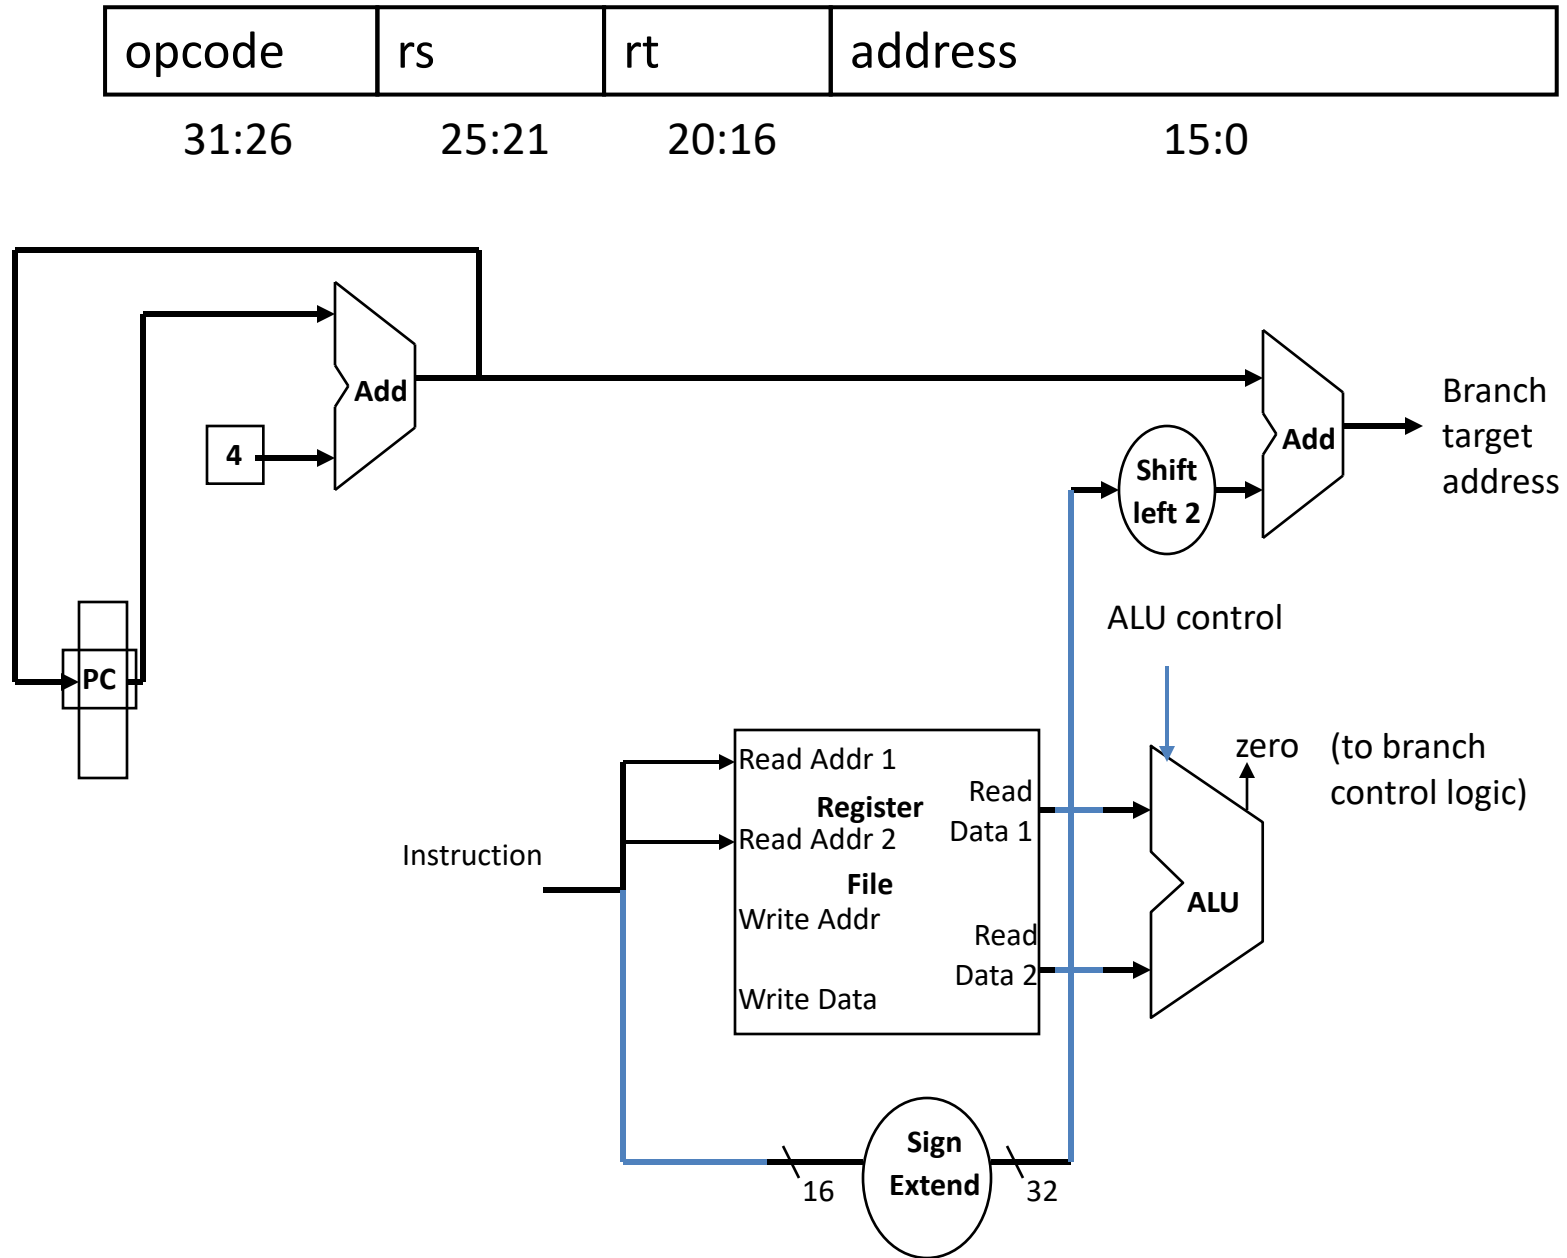 opcode rs rt address
31:26 25:21 20:16 15:0
Add
4
Add
Branch
target
address
Shift
left 2
PC
ALU control
Instruction
Read Addr 1
Register
Read Addr 2
File
Write Addr
Write Data
Read
Data 1
Read
Data 2
zero (to branch
control logic)
ALU
Sign
Extend
16
32